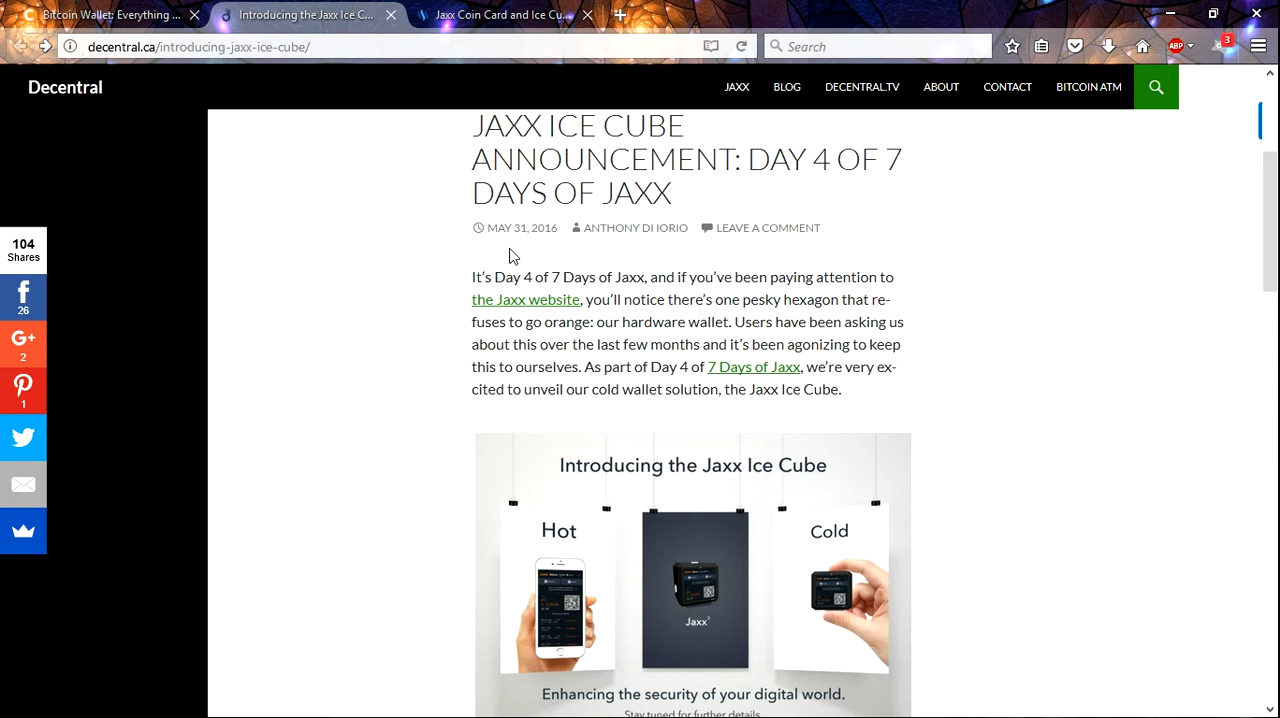 Bitcoin Wallet: Everything ...
Introducing the Jaxx Ice C...
Jaxx Coin Card and Ice Cu...
decentral.ca/introducing-jaxx-ice-cube/
Search
ABP
3
Decentral
JAXX BLOG DECENTRAL.TV ABOUT CONTACT BITCOIN ATM
JAXX ICE CUBE
ANNOUNCEMENT: DAY 4 OF 7
DAYS OF JAXX
MAY 31, 2016 ANTHONY DI IORIO LEAVE A COMMENT
104
Shares
f
26
G+
2
1
It’s Day 4 of 7 Days of Jaxx, and if you’ve been paying attention to
the Jaxx website, you’ll notice there’s one pesky hexagon that re-
fuses to go orange: our hardware wallet. Users have been asking us
about this over the last few months and it’s been agonizing to keep
this to ourselves. As part of Day 4 of 7 Days of Jaxx, we’re very ex-
cited to unveil our cold wallet solution, the Jaxx Ice Cube.
Introducing the Jaxx Ice Cube
Hot
Cold
Jaxx³
Enhancing the security of your digital world.
Stay tuned for further details